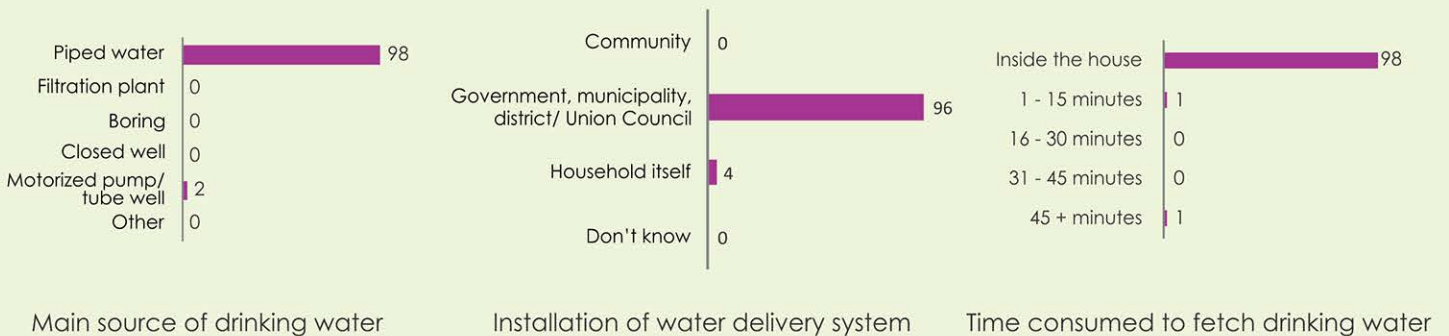 Piped water 98
Filtration plant 0
Boring 0
Closed well 0
Motorized pump/
tube well 2
Other 0
Main source of drinking water
Community 0
Government, municipality,
district/ Union Council 96
Household itself 4
Don't know 0
Installation of water delivery system
Inside the house 98
1 - 15 minutes 1
16 - 30 minutes 0
31 - 45 minutes 0
45 + minutes 1
Time consumed to fetch drinking water